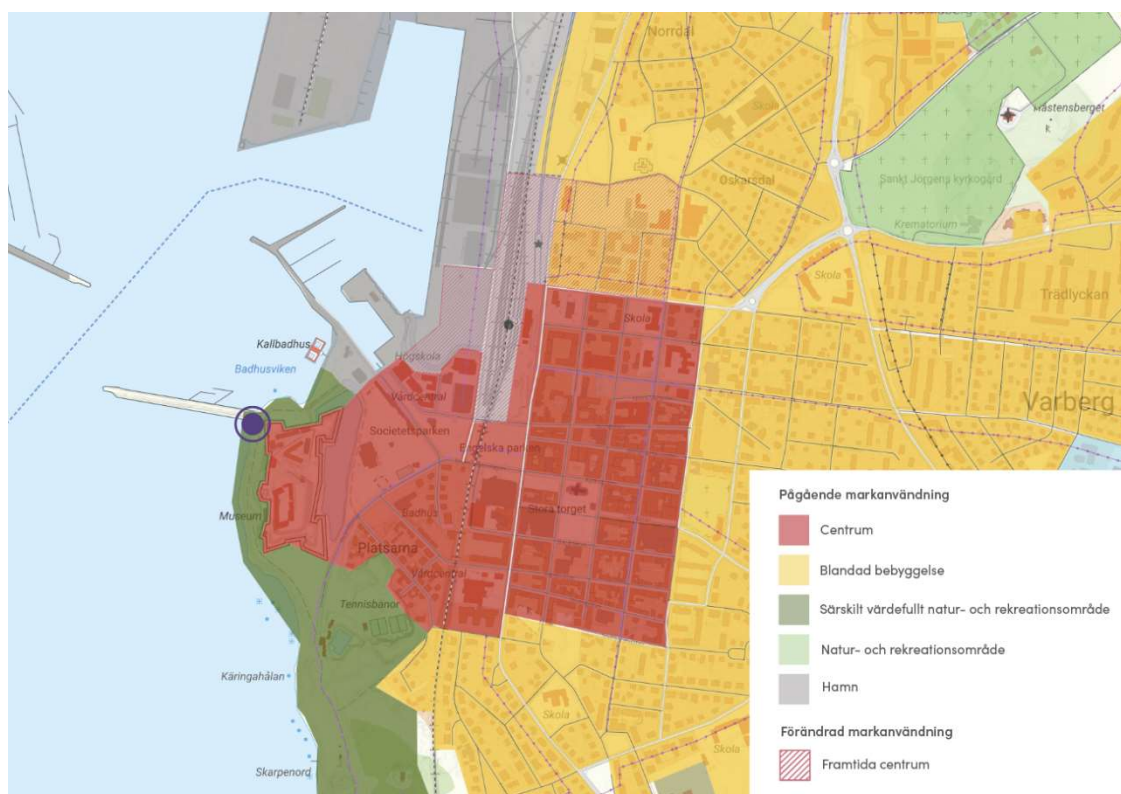 Norrdal
Skola
Hästensberget
Oskarsdal
Sankt Jörgens kyrkogård
Krematorium
Skola
Trädlyckan
Skola
Kallbadhus
Högskola
Badhusviken
Vårdcentral
Varberg
Societetsparken
Engelska parken
Museum
Badhus
Stora torget
Platsarna
Vårdcentral
Tennisbanor
Käringahålan
Skola
Skola
Skarpenord
Pågående markanvändning
Centrum
Blandad bebyggelse
Särskilt värdefullt natur- och rekreationsområde
Natur- och rekreationsområde
Hamn
Förändrad markanvändning
Framtida centrum